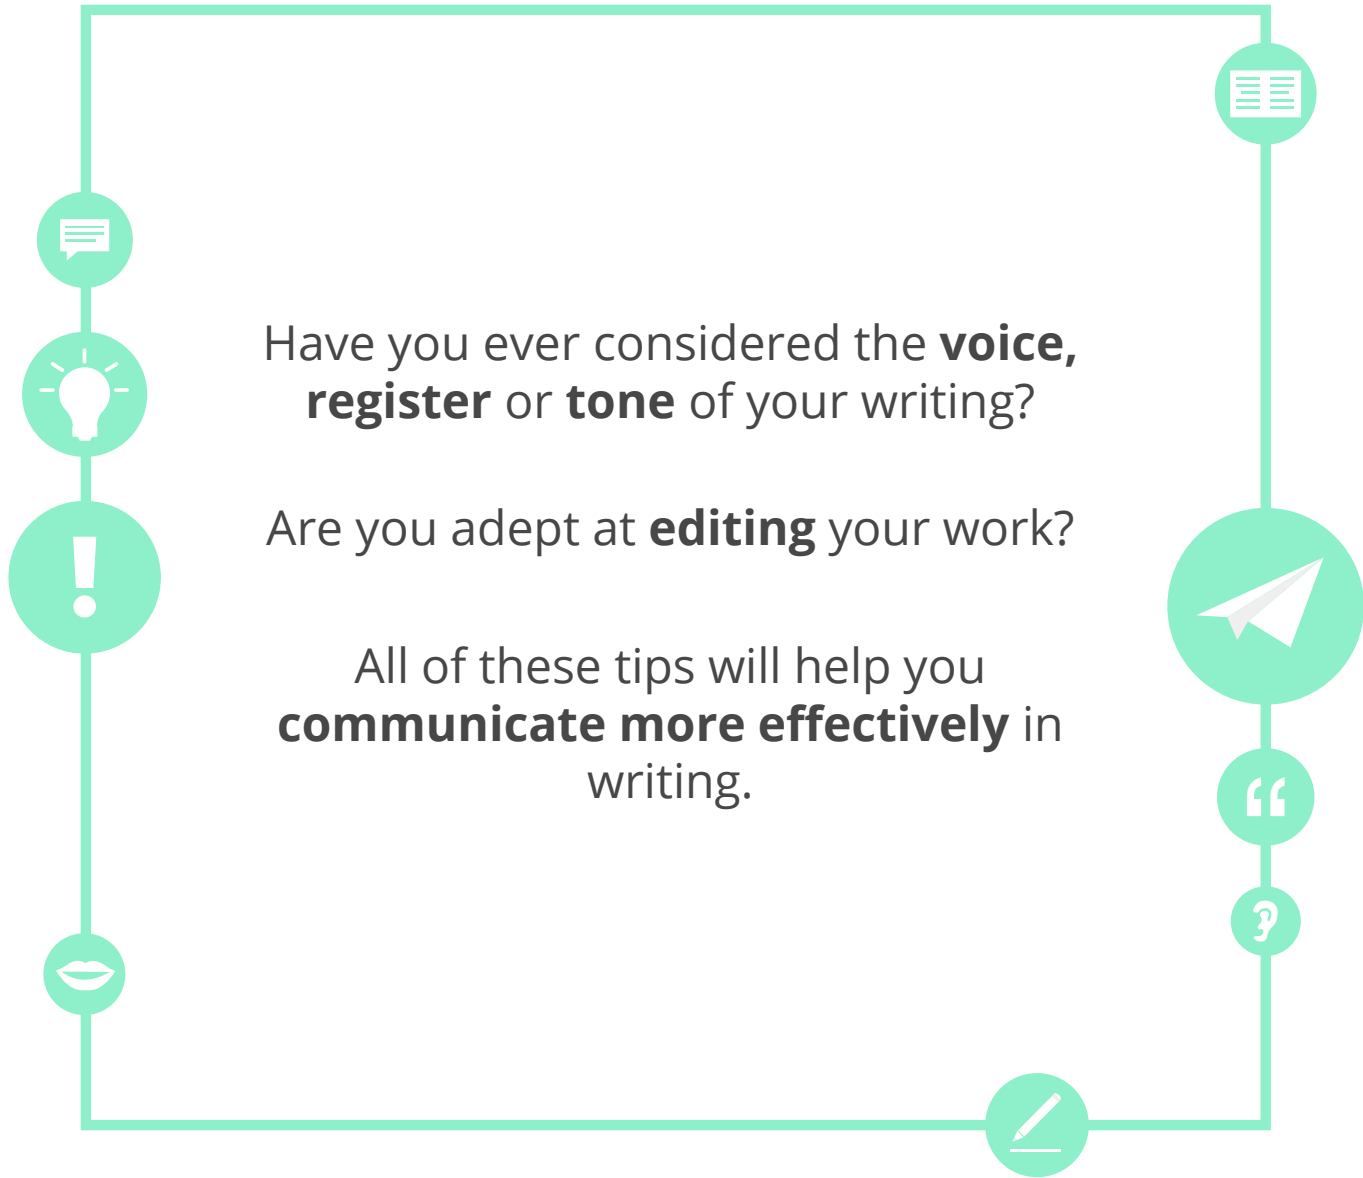 Have you ever considered the voice,
register or tone of your writing?
Are you adept at editing your work?
All of these tips will help you
communicate more effectively in
writing.